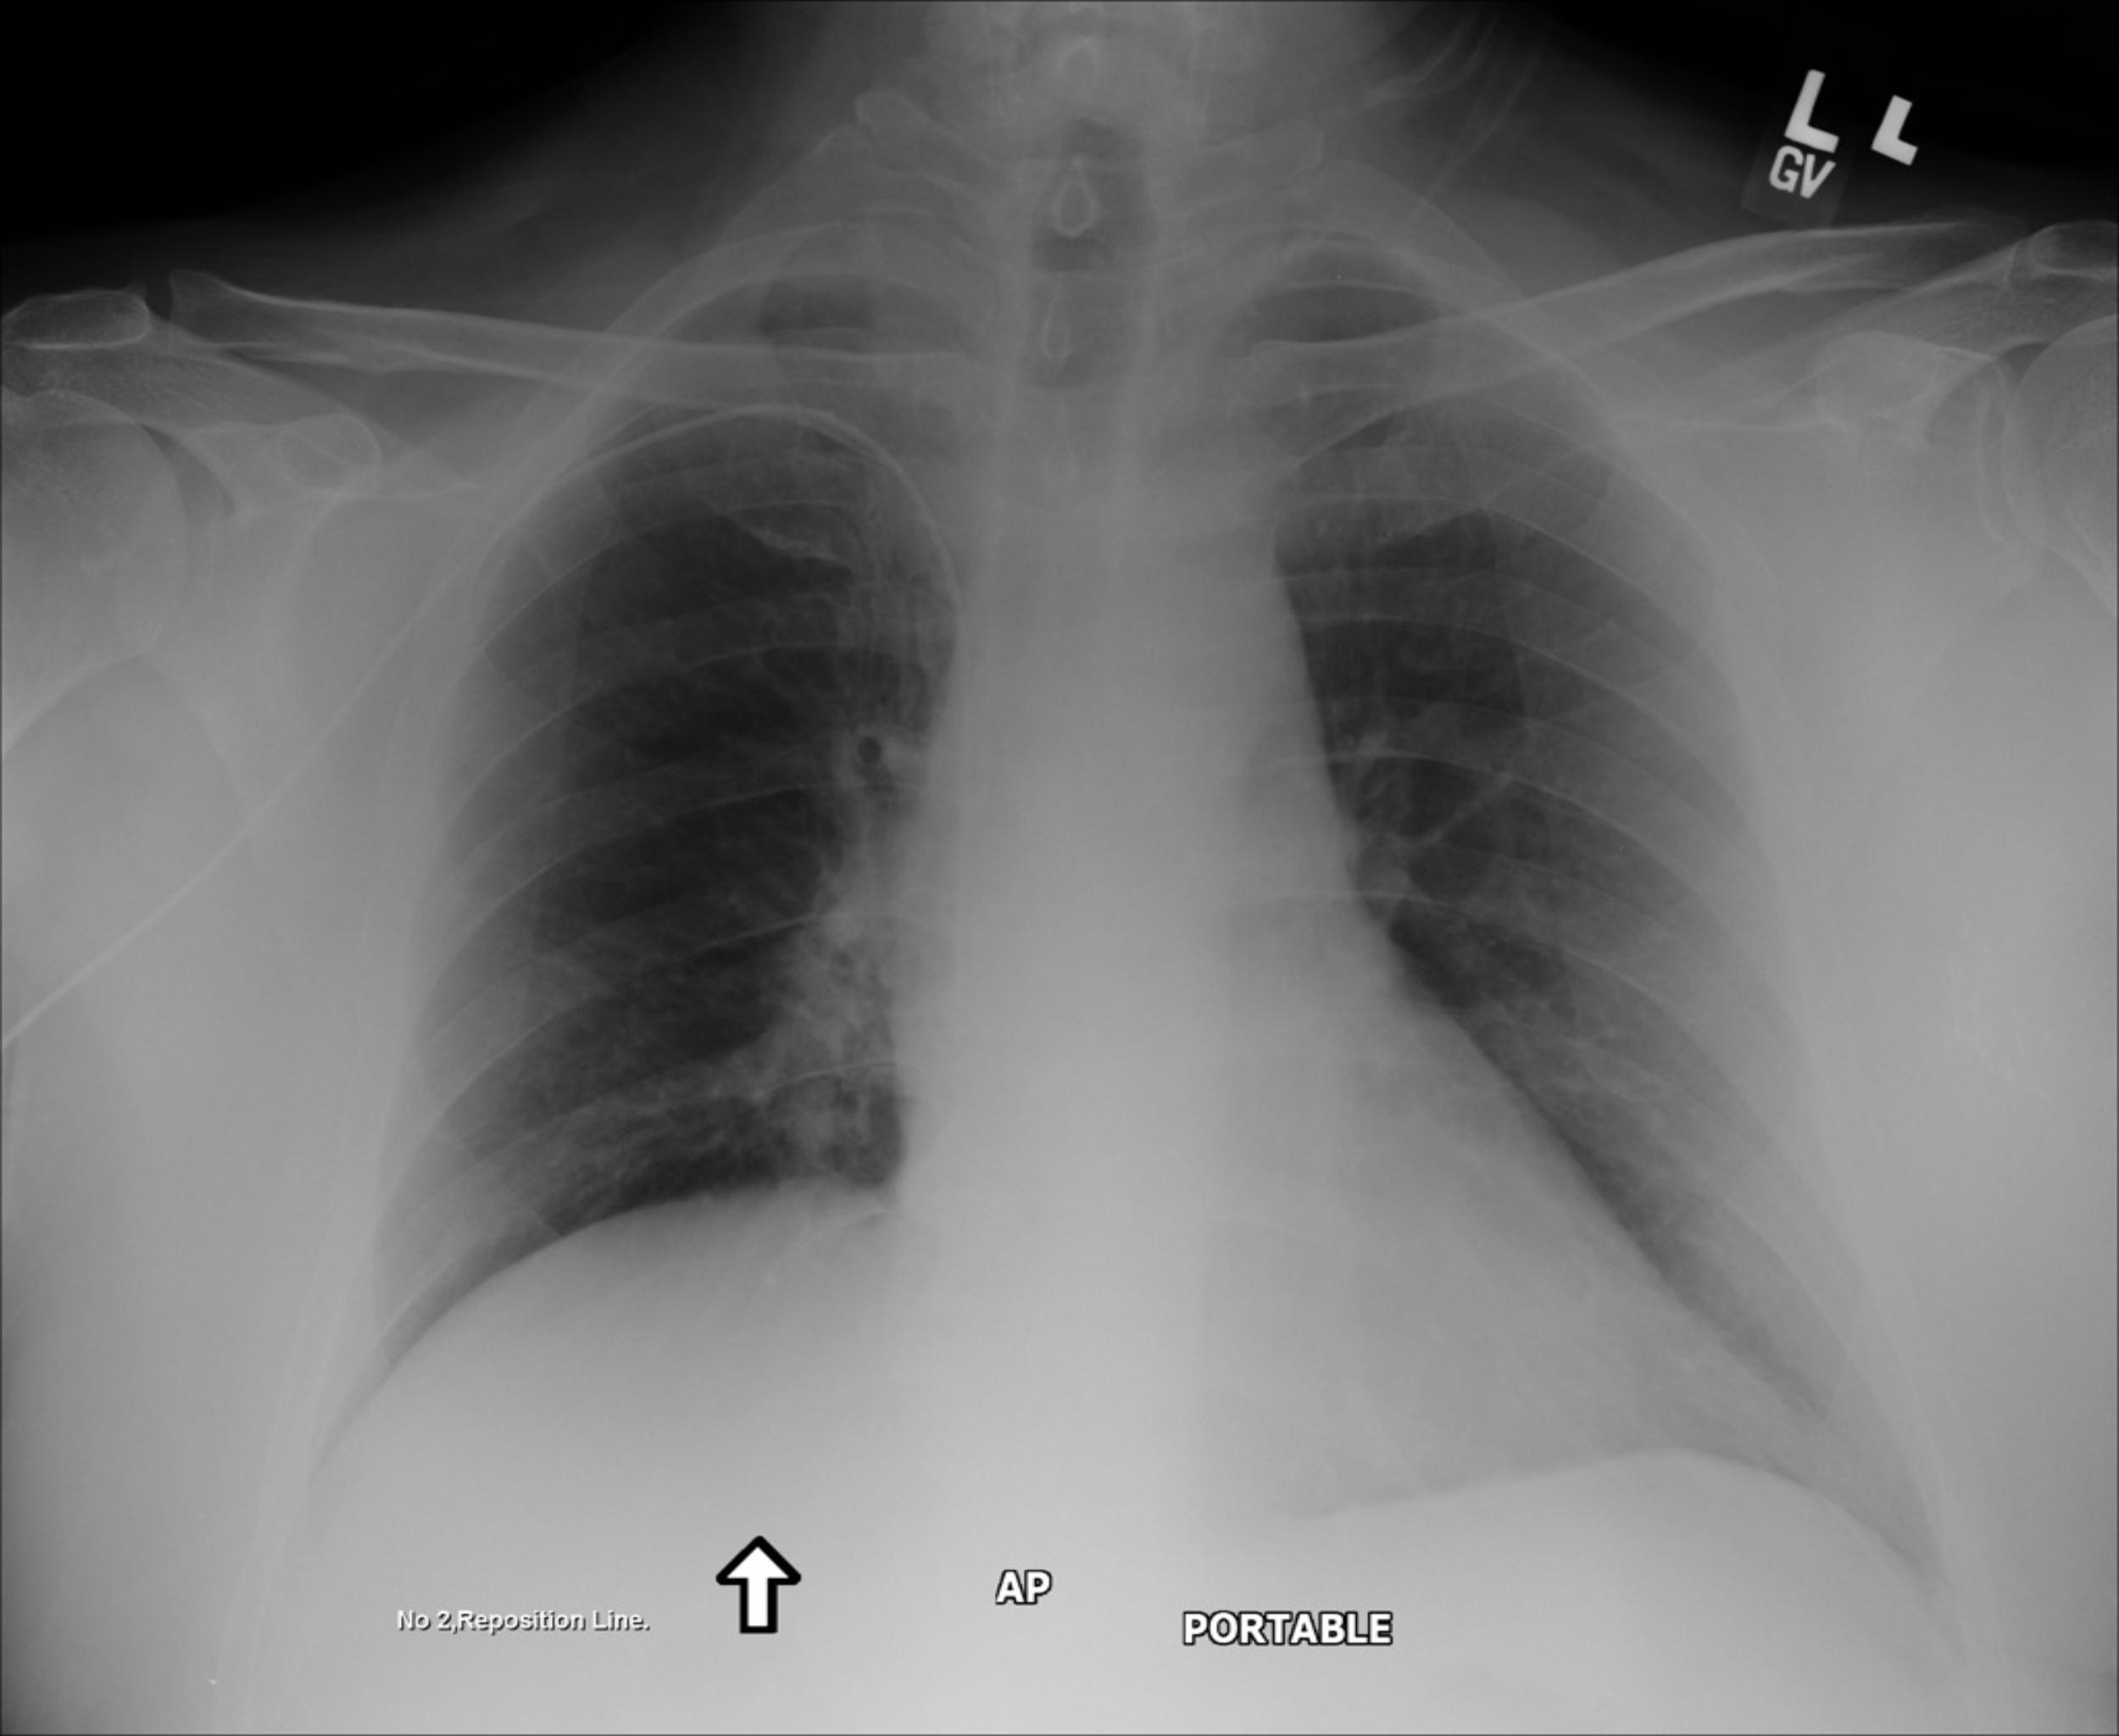 L L
GV
AP
No 2,Reposition Line.
PORTABLE